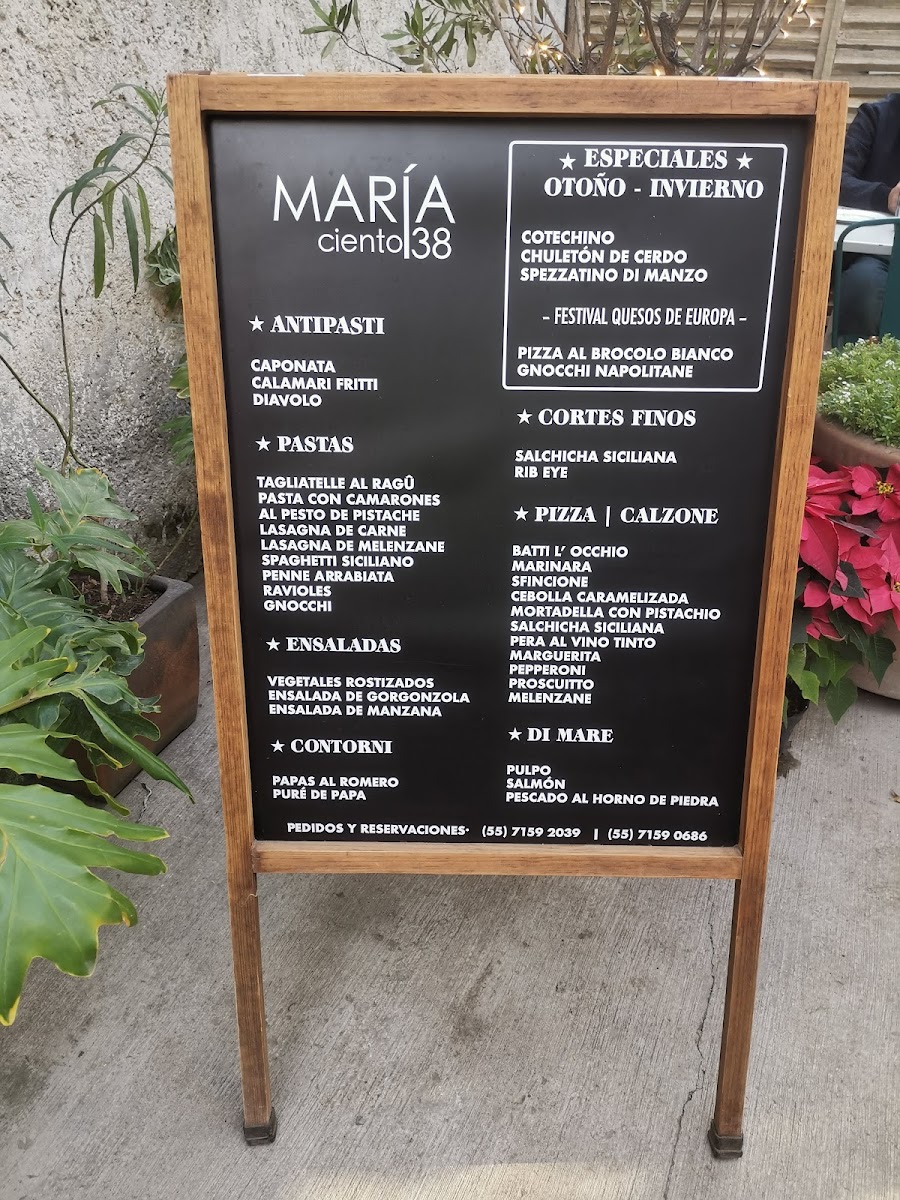 MARÍA
ciento138
★ ANTIPASTI
CAPONATA
CALAMARI FRITTI
DIAVOLO
★ PASTAS
TAGLIATELLE AL RAGÛ
PASTA CON CAMARONES
AL PESTO DE PISTACHE
LASAGNA DE CARNE
LASAGNA DE MELENZANE
SPAGHETTI SICILIANO
PENNE ARRABIATA
RAVIOLES
GNOCCHI
★ ENSALADAS
VEGETALES ROSTIZADOS
ENSALADA DE GORGONZOLA
ENSALADA DE MANZANA
★ CONTORNI
PAPAS AL ROMERO
PURÉ DE PAPA
★ ESPECIALES ★
OTOÑO - INVIERNO
COTECHINO
CHULETÓN DE CERDO
SPEZZATINO DI MANZO
– FESTIVAL QUESOS DE EUROPA –
PIZZA AL BROCOLO BIANCO
GNOCCHI NAPOLITANE
★ CORTES FINOS
SALCHICHA SICILIANA
RIB EYE
★ PIZZA | CALZONE
BATTI L' OCCHIO
MARINARA
SFINCIONE
CEBOLLA CARAMELIZADA
MORTADELLA CON PISTACHIO
SALCHICHA SICILIANA
PERA AL VINO TINTO
MARGUERITA
PEPPERONI
PROSCUITTO
MELENZANE
★ DI MARE
PULPO
SALMÓN
PESCADO AL HORNO DE PIEDRA
PEDIDOS Y RESERVACIONES· (55) 7159 2039 | (55) 7159 0686